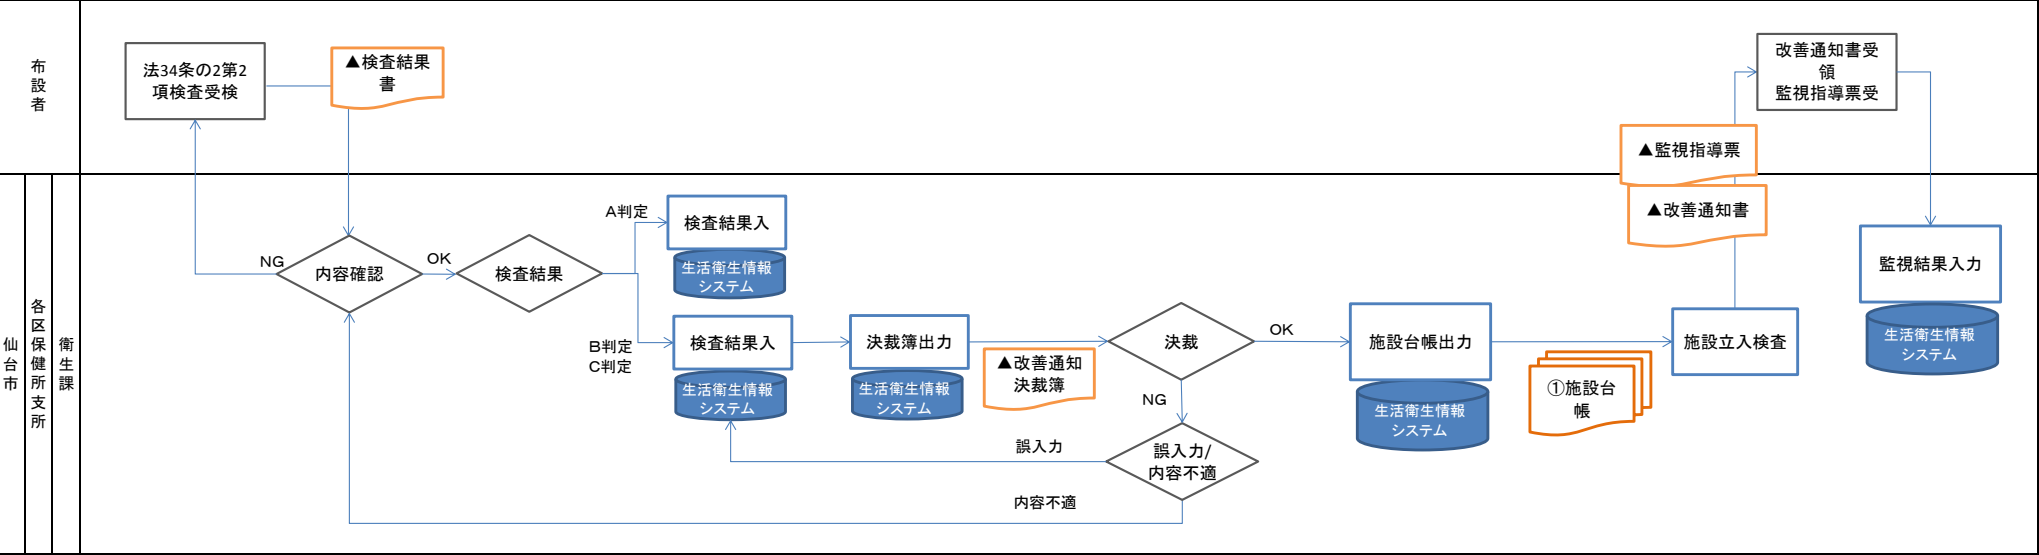 布設者
法34条の2第2
項検査受検
▲検査結果
書
改善通知書受
領
監視指導票受
▲監視指導票
仙台市
各区保健所支所
衛生課
NG
内容確認
OK
検査結果
A判定
検査結果入
生活衛生情報
システム
B判定
C判定
検査結果入
生活衛生情報
システム
決裁簿出力
生活衛生情報
システム
▲改善通知
決裁簿
決裁
OK
NG
誤入力/
内容不適
誤入力
内容不適
施設台帳出力
生活衛生情報
システム
①施設台
帳
施設立入検査
▲改善通知書
監視結果入力
生活衛生情報
システム